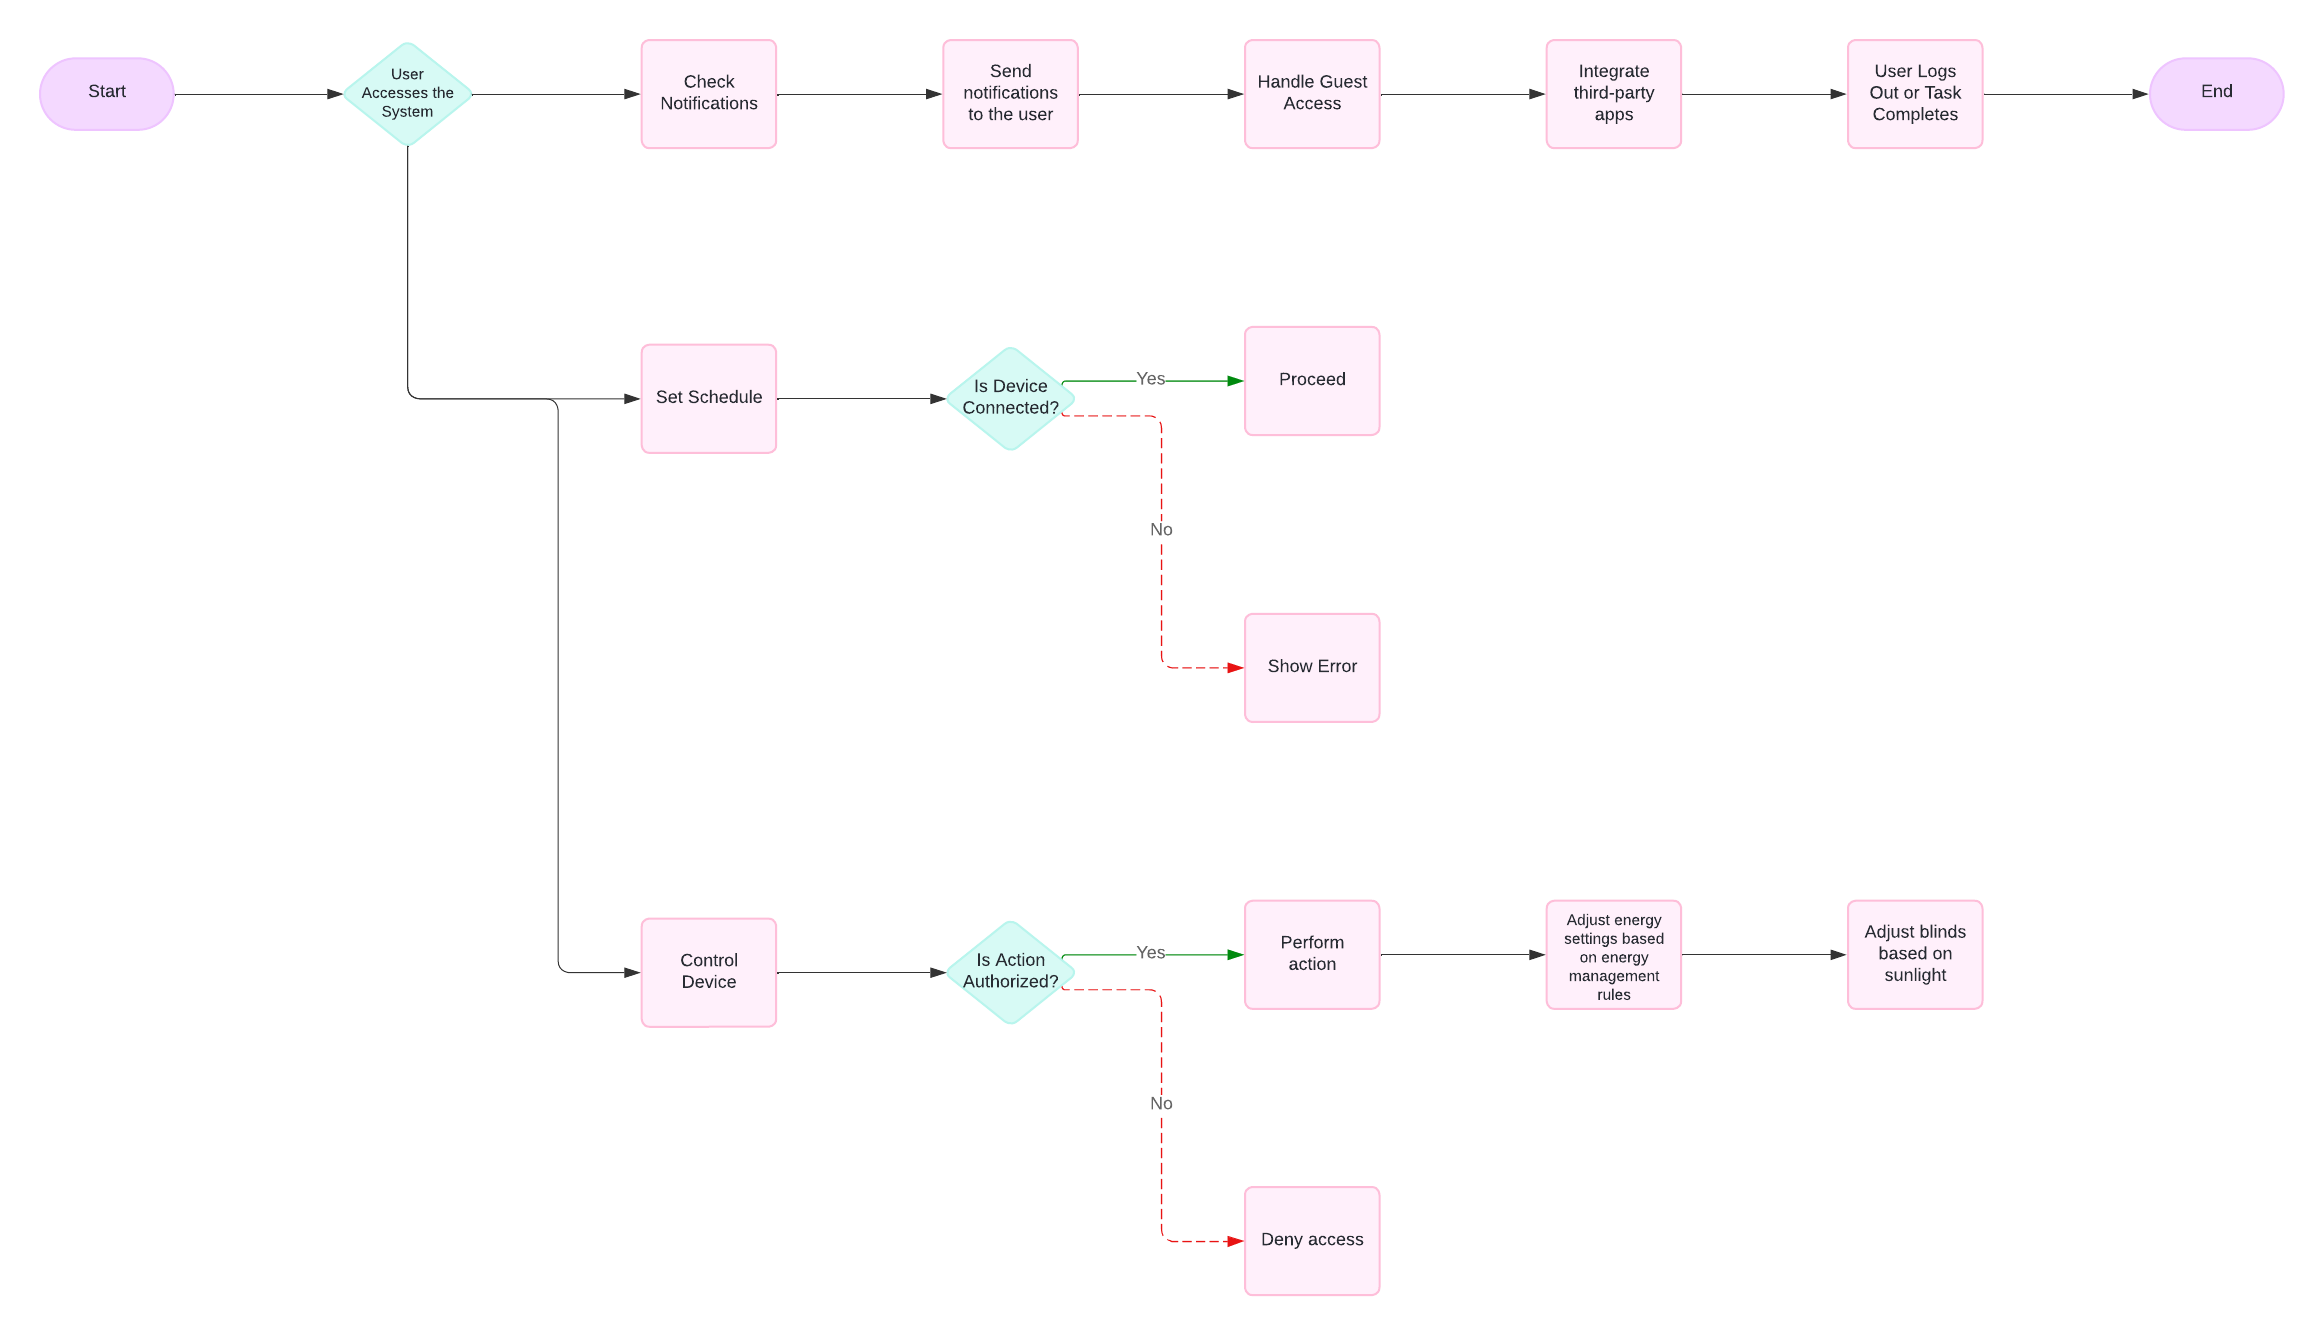 Start
User
Accesses the
System
Check
Notifications
Send
notifications
to the user
Handle Guest
Access
Integrate
third-party
apps
User Logs
Out or Task
Completes
End
Set Schedule
Is Device
Connected?
Yes
Proceed
No
Show Error
Control
Device
Is Action
Authorized?
Yes
Perform
action
Adjust energy
settings based
on energy
management
rules
Adjust blinds
based on
sunlight
No
Deny access